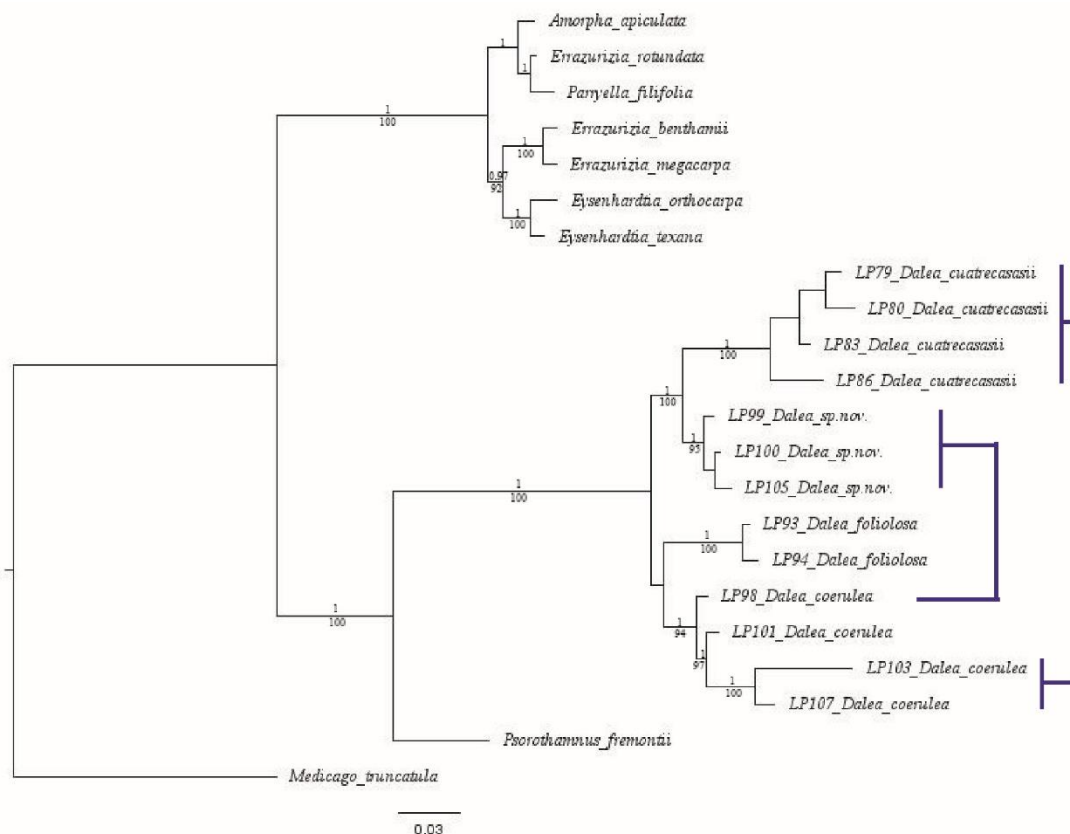 Amorpha_apiculata
1
Errazurizia_rotundata
1
Parryella_filifolia
1
100
Errazurizia_benthamii
1
100
Errazurizia_megacarpa
0.97
92
Eysenhardtia_orthocarpa
1
100
Eysenhardtia_texana
LP79_Dalea_cuatrecasasii
LP80_Dalea_cuatrecasasii
LP83_Dalea_cuatrecasasii
1
100
LP86_Dalea_cuatrecasasii
1
100
LP99_Dalea_sp.nov.
1
95
LP100_Dalea_sp.nov.
LP105_Dalea_sp.nov.
1
100
LP93_Dalea_foliolosa
1
100
LP94_Dalea_foliolosa
LP98_Dalea_coerulea
1
94
LP101_Dalea_coerulea
1
97
LP103_Dalea_coerulea
1
100
LP107_Dalea_coerulea
1
100
Psorothamnus_fremontii
Medicago_truncatula
0.03